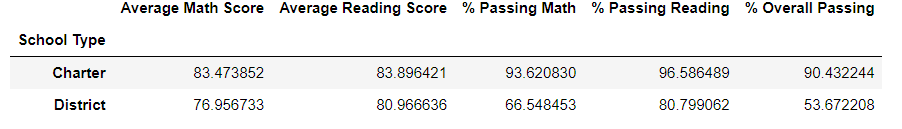 Average Math Score Average Reading Score % Passing Math % Passing Reading % Overall Passing
School Type
Charter 83.473852 83.896421 93.620830 96.586489 90.432244
District 76.956733 80.966636 66.548453 80.799062 53.672208